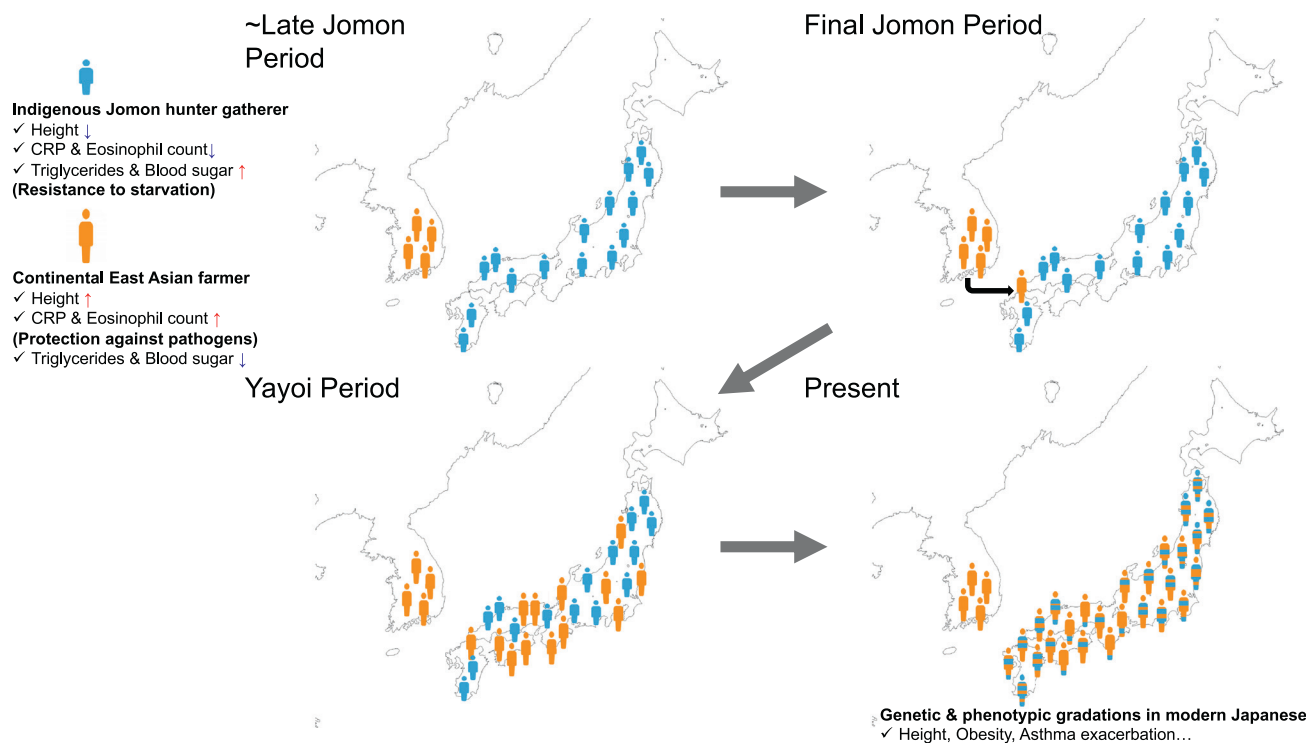 ~Late Jomon
Period
Final Jomon Period
Indigenous Jomon hunter gatherer
✓ Height ↓
✓ CRP & Eosinophil count↓
✓ Triglycerides & Blood sugar ↑
(Resistance to starvation)
Continental East Asian farmer
✓ Height ↑
✓ CRP & Eosinophil count ↑
(Protection against pathogens)
✓ Triglycerides & Blood sugar ↓
Yayoi Period
Present
Genetic & phenotypic gradations in modern Japanese
✓ Height, Obesity, Asthma exacerbation…